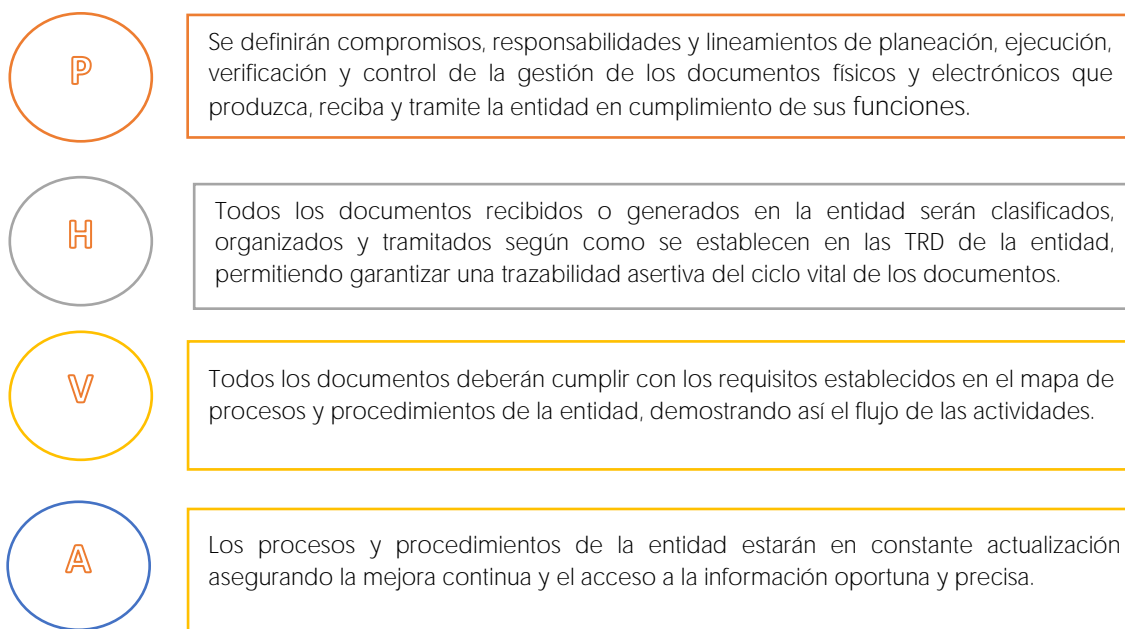 P
Se definirán compromisos, responsabilidades y lineamientos de planeación, ejecución,
verificación y control de la gestión de los documentos físicos y electrónicos que
produzca, reciba y tramite la entidad en cumplimiento de sus funciones.
H
Todos los documentos recibidos o generados en la entidad serán clasificados,
organizados y tramitados según como se establecen en las TRD de la entidad,
permitiendo garantizar una trazabilidad asertiva del ciclo vital de los documentos.
V
Todos los documentos deberán cumplir con los requisitos establecidos en el mapa de
procesos y procedimientos de la entidad, demostrando así el flujo de las actividades.
A
Los procesos y procedimientos de la entidad estarán en constante actualización
asegurando la mejora continua y el acceso a la información oportuna y precisa.